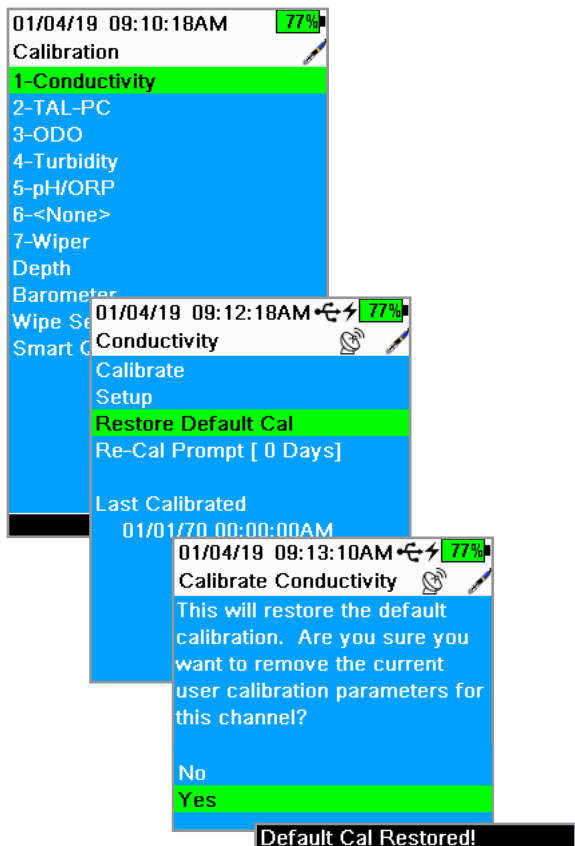 01/04/19 09:10:18AM 77%
Calibration
1-Conductivity
2-TAL-PC
3-ODO
4-Turbidity
5-pH/ORP
6-<None>
7-Wiper
Depth
Barometer
Wipe Se
Smart
01/04/19 09:12:18AM 77%
Conductivity
Calibrate
Setup
Restore Default Cal
Re-Cal Prompt [ 0 Days]
Last Calibrated
01/01/70 00:00:00AM
01/04/19 09:13:10AM 77%
Calibrate Conductivity
This will restore the default
calibration. Are you sure you
want to remove the current
user calibration parameters for
this channel?
No
Yes
Default Cal Restored!